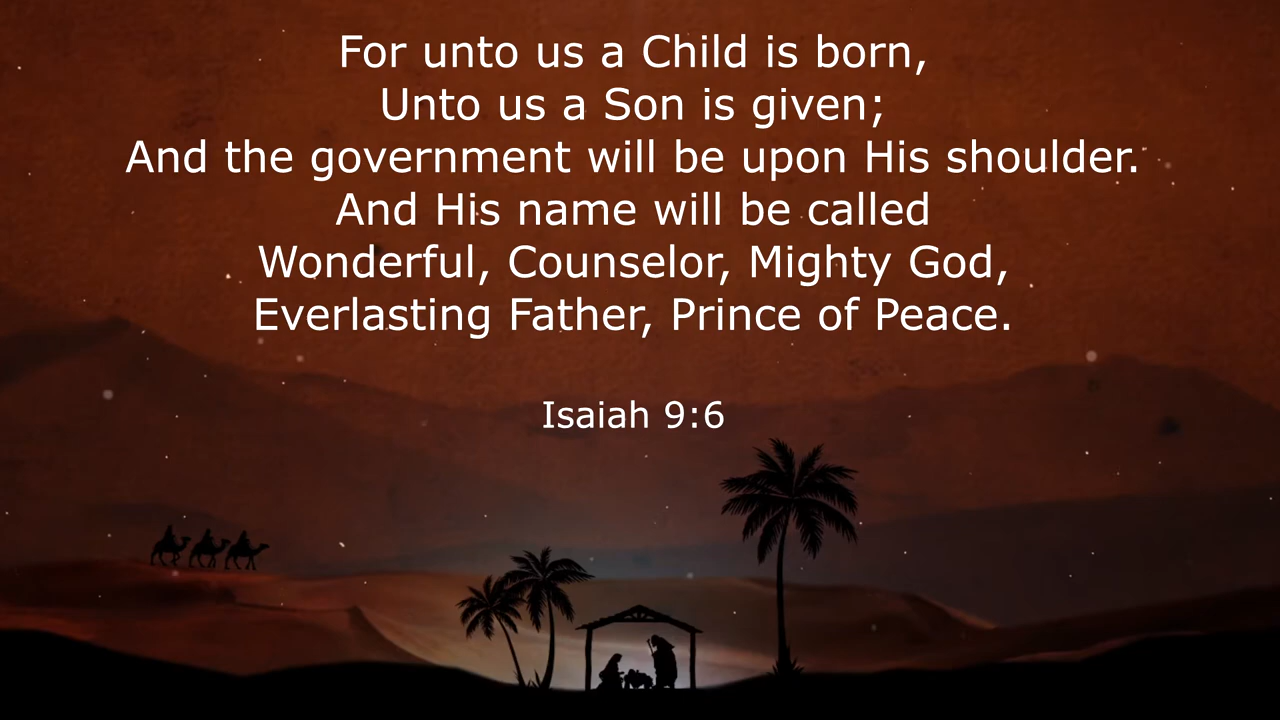 For unto us a Child is born,
Unto us a Son is given;
And the government will be upon His shoulder.
And His name will be called
Wonderful, Counselor, Mighty God,
Everlasting Father, Prince of Peace.
Isaiah 9:6